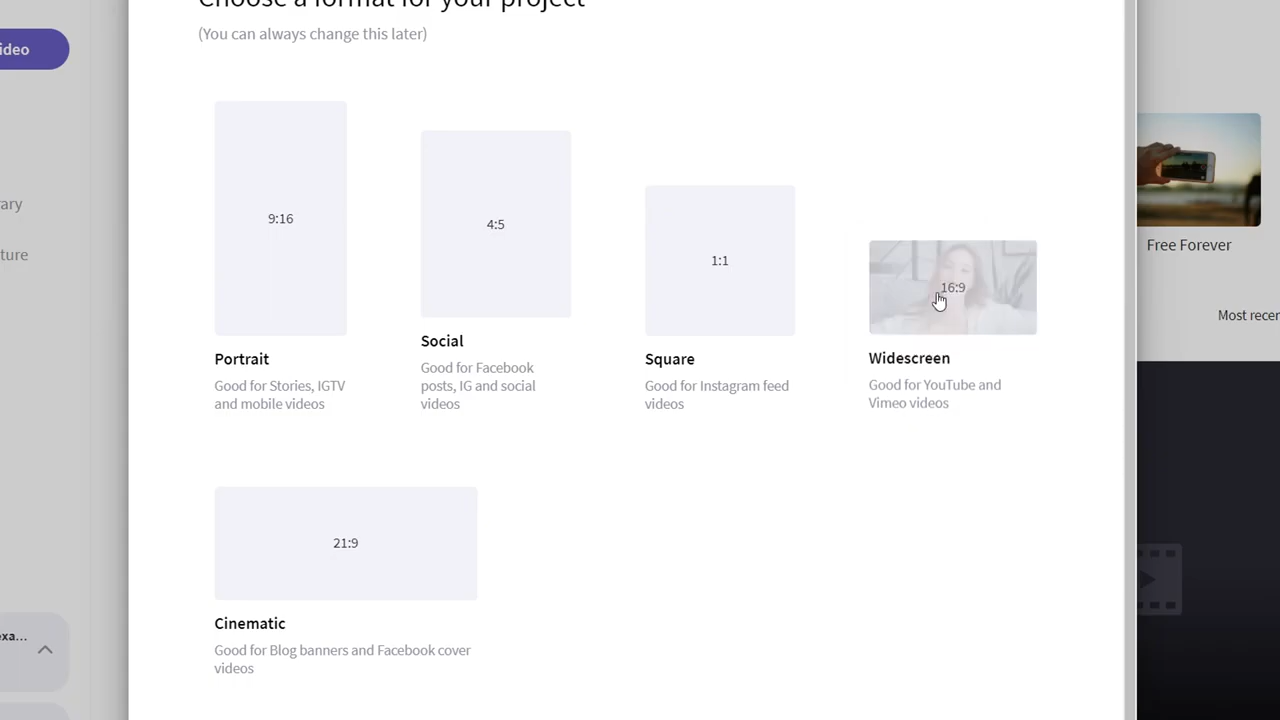 Choose a format for your project
(You can always change this later)
ideo
rary
ture
9:16
4:5
1:1
16:9
Portrait
Good for Stories, IGTV
and mobile videos
Social
Good for Facebook
posts, IG and social
videos
Square
Good for Instagram feed
videos
Widescreen
Good for YouTube and
Vimeo videos
Free Forever
Most recen
21:9
Cinematic
Good for Blog banners and Facebook cover
videos
exa...